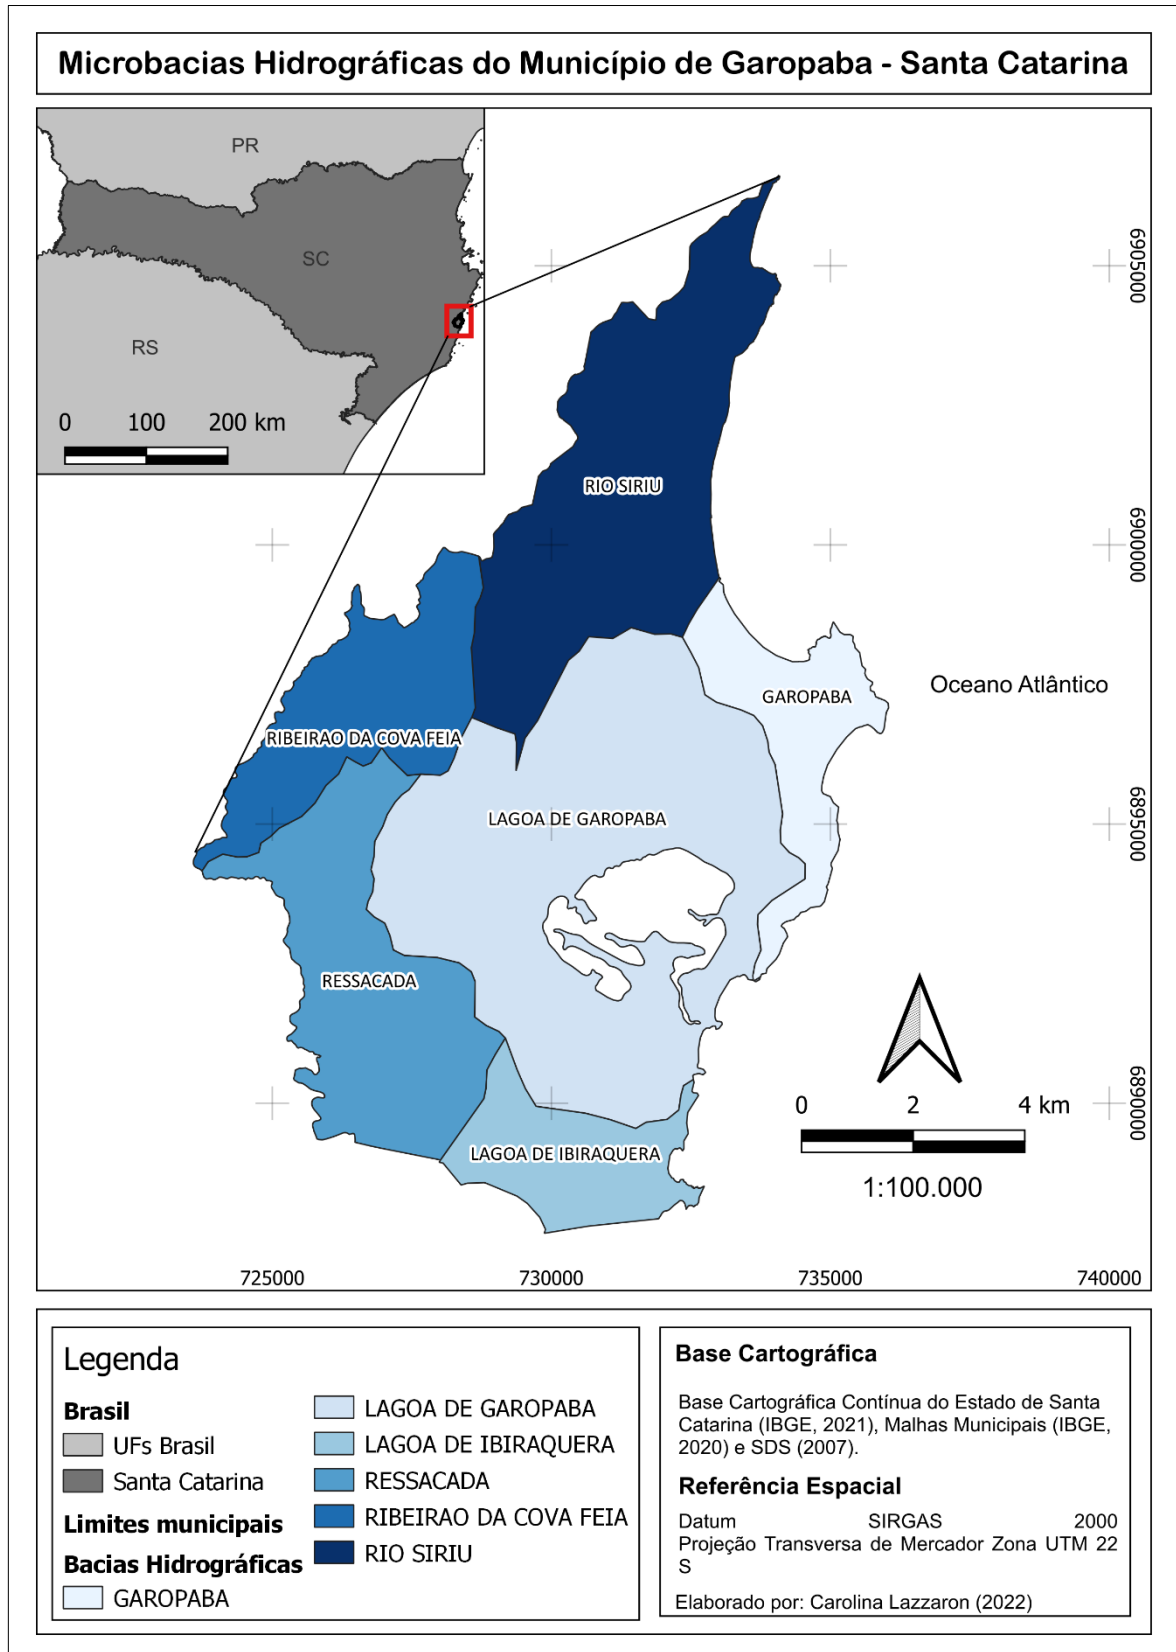 Microbacias Hidrográficas do Município de Garopaba - Santa Catarina
PR
SC
RS
0 100 200 km
6905000
RIO SIRIU
6900000
GAROPABA
Oceano Atlântico
RIBEIRAO DA COVA FEIA
LAGOA DE GAROPABA
6895000
RESSACADA
6890000
0 2 4 km
LAGOA DE IBIRAQUERA
1:100.000
725000 730000 735000 740000
Legenda
Brasil
UFs Brasil
Santa Catarina
Limites municipais
Bacias Hidrográficas
GAROPABA
LAGOA DE GAROPABA
LAGOA DE IBIRAQUERA
RESSACADA
RIBEIRAO DA COVA FEIA
RIO SIRIU
Base Cartográfica
Base Cartográfica Contínua do Estado de Santa
Catarina (IBGE, 2021), Malhas Municipais (IBGE,
2020) e SDS (2007).
Referência Espacial
Datum SIRGAS 2000
Projeção Transversa de Mercador Zona UTM 22
S
Elaborado por: Carolina Lazzaron (2022)